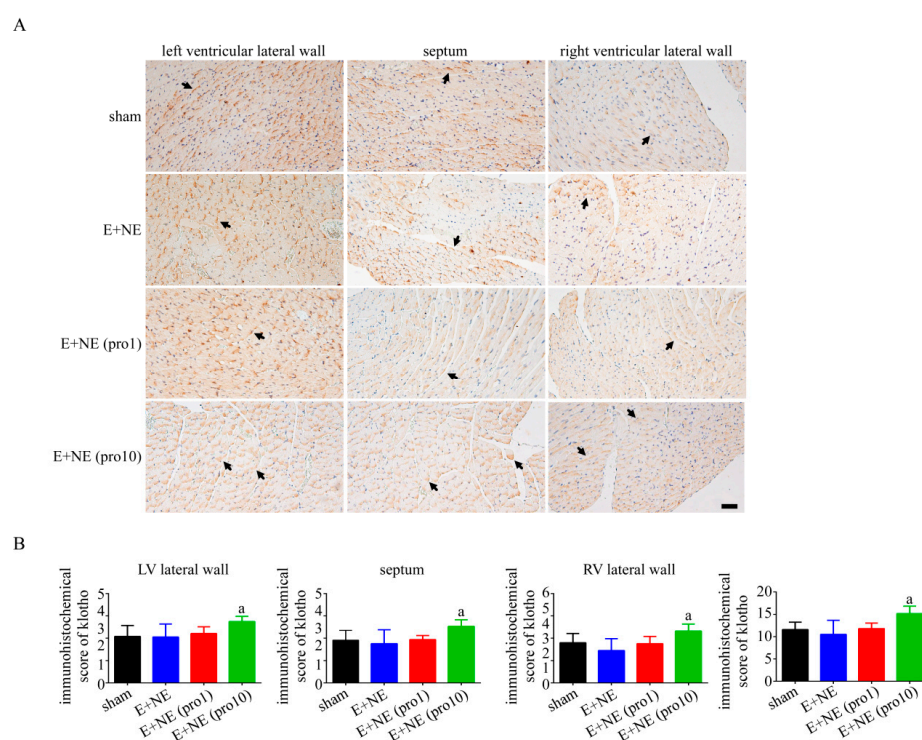 A
left ventricular lateral wall septum right ventricular lateral wall
sham
E+NE
E+NE (pro1)
E+NE (pro10)
B
LV lateral wall septum RV lateral wall
immunohistochemical
score of klotho
5
4
3
2
1
0
a
sham
E+NE
E+NE (pro1)
E+NE (pro10)
immunohistochemical
score of klotho
5
4
3
2
1
0
a
sham
E+NE
E+NE (pro1)
E+NE (pro10)
immunohistochemical
score of klotho
6
5
3
2
0
a
sham
E+NE
E+NE (pro1)
E+NE (pro10)
immunohistochemical
score of klotho
20
15
10
5
0
a
sham
E+NE
E+NE (pro1)
E+NE (pro10)